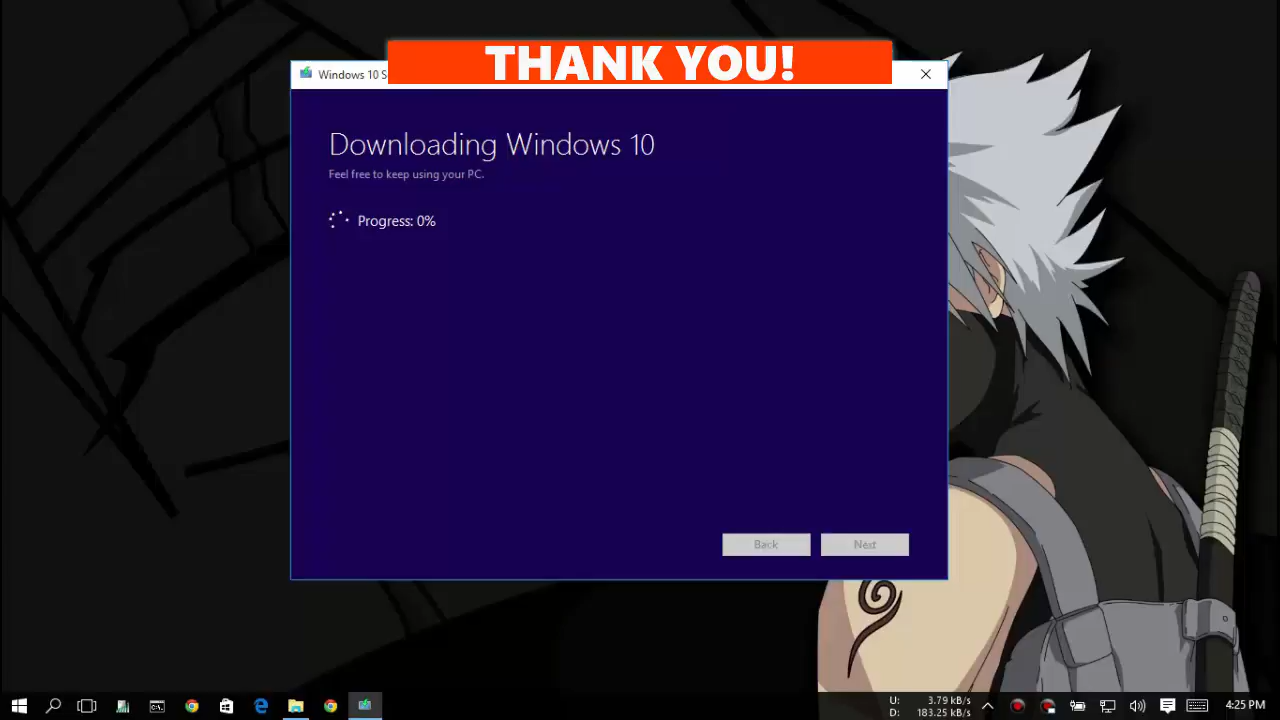 THANK YOU!
Windows 10 S
Downloading Windows 10
Feel free to keep using your PC.
Progress: 0%
Back
Next
U: 3.79 kB/s
D: 183.25 kB/s
4:25 PM